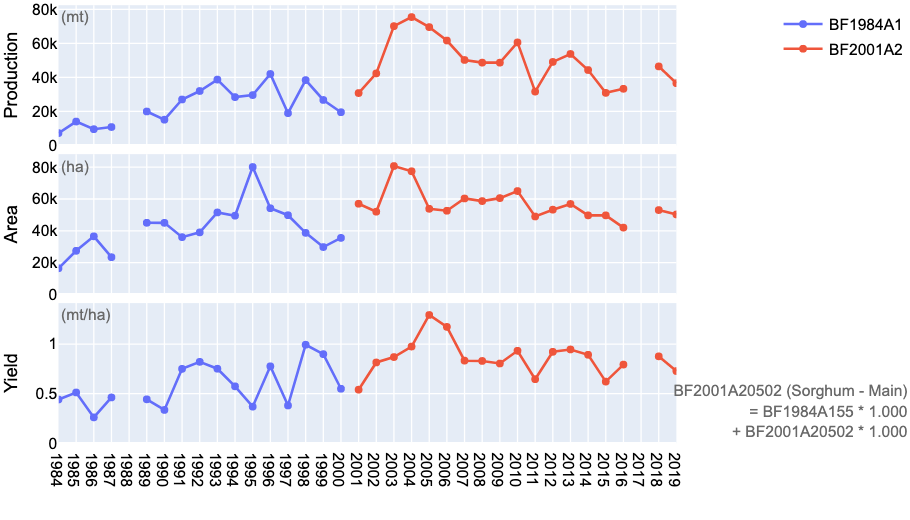 80k
(mt)
60k
40k
20k
0
Production
80k
(ha)
60k
40k
20k
0
Area
(mt/ha)
1
0.5
0
Yield
1984
1985
1986
1987
1988
1989
1990
1991
1992
1993
1994
1995
1996
1997
1998
1999
2000
2001
2002
2003
2004
2005
2006
2007
2008
2009
2010
2011
2012
2013
2014
2015
2016
2017
2018
2019
BF1984A1
BF2001A2
BF2001A20502 (Sorghum - Main)
= BF1984A155 * 1.000
+ BF2001A20502 * 1.000